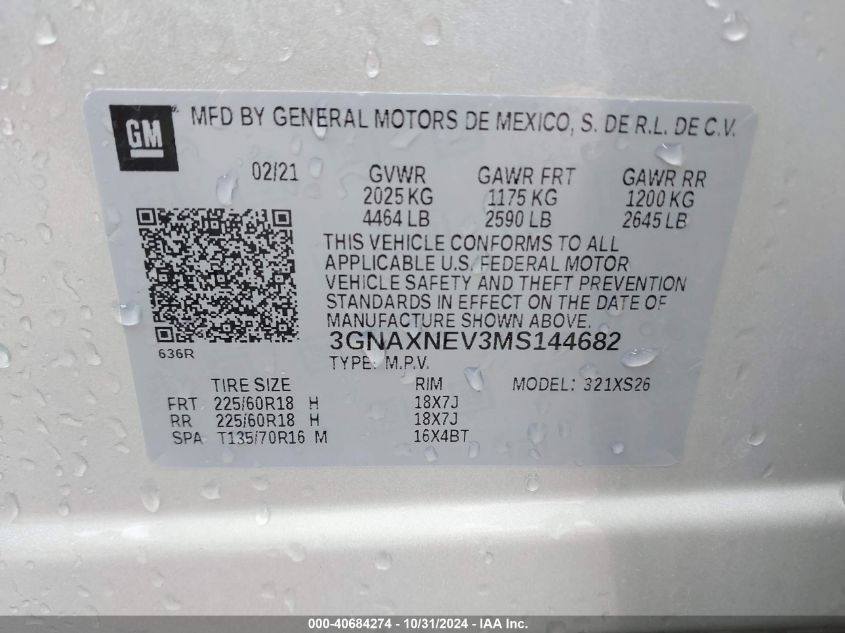 GM
MFD BY GENERAL MOTORS DE MEXICO, S. DE R.L. DE C.V.
02/21 GVWR GAWR FRT GAWR RR
2025 KG 1175 KG 1200 KG
4464 LB 2590 LB 2645 LB
THIS VEHICLE CONFORMS TO ALL
APPLICABLE U.S. FEDERAL MOTOR
VEHICLE SAFETY AND THEFT PREVENTION
STANDARDS IN EFFECT ON THE DATE OF
MANUFACTURE SHOWN ABOVE.
3GNAXNEV3MS144682
636R
TYPE: M.P.V.
TIRE SIZE RIM MODEL: 321XS26
FRT 225/60R18 H 18X7J
RR 225/60R18 H 18X7J
SPA T135/70R16 M 16X4BT
000-40684274 - 10/31/2024 - IAA Inc.